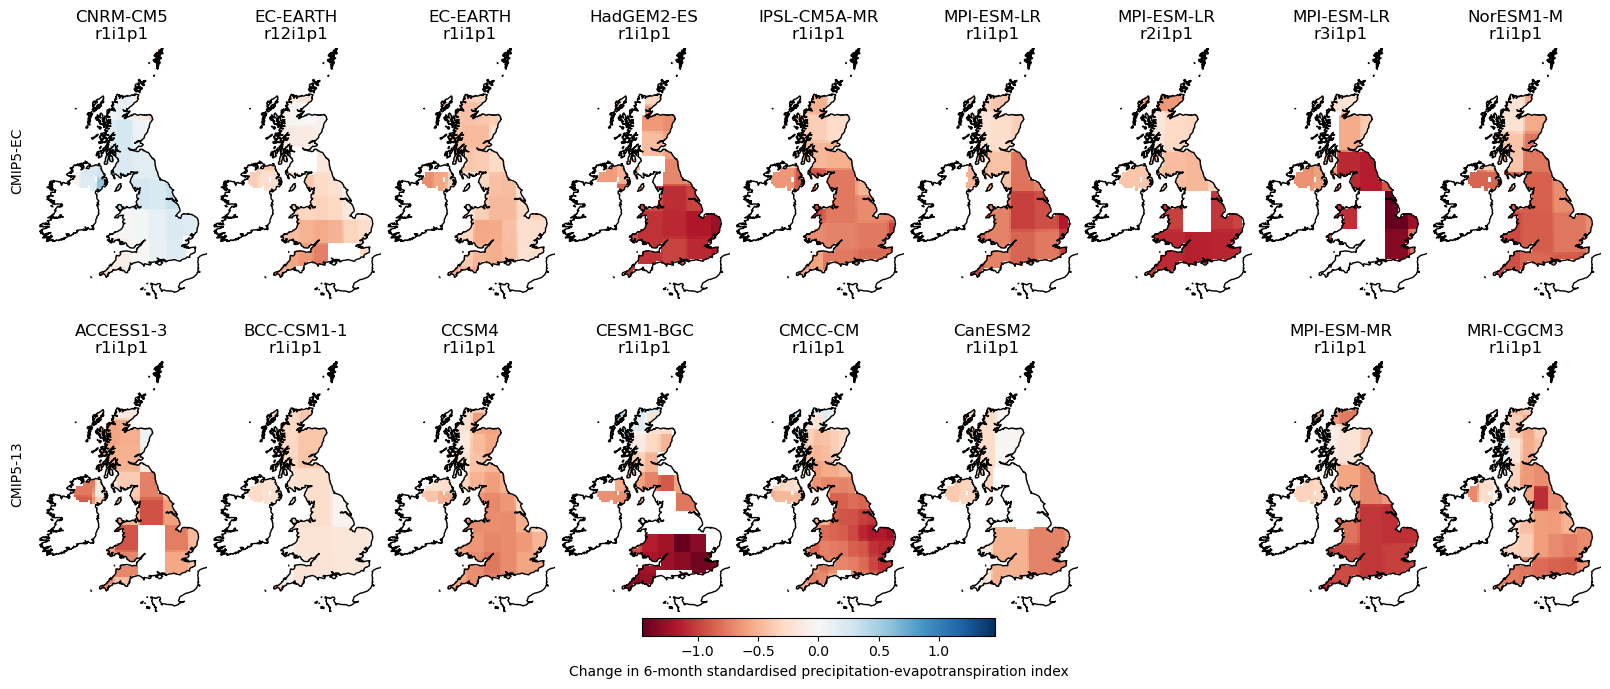 CNRM-CM5 EC-EARTH EC-EARTH HadGEM2-ES IPSL-CM5A-MR MPI-ESM-LR MPI-ESM-LR MPI-ESM-LR NorESM1-M
r1i1p1 r12i1p1 r1i1p1 r1i1p1 r1i1p1 r1i1p1 r2i1p1 r3i1p1 r1i1p1
CMIP5-EC
ACCESS1-3 BCC-CSM1-1 CCSM4 CESM1-BGC CMCC-CM CanESM2 MPI-ESM-MR MRI-CGCM3
r1i1p1 r1i1p1 r1i1p1 r1i1p1 r1i1p1 r1i1p1 r1i1p1 r1i1p1
CMIP5-13
−1.0 −0.5 0.0 0.5 1.0
Change in 6-month standardised precipitation-evapotranspiration index